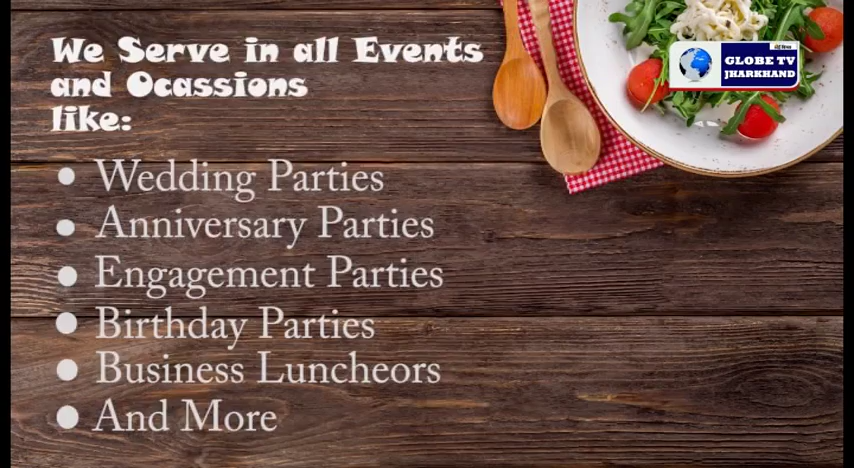 We Serve in all Events
and Ocassions
like:
GLOBE TV
JHARKHAND
• Wedding Parties
• Anniversary Parties
• Engagement Parties
• Birthday Parties
• Business Luncheors
• And More